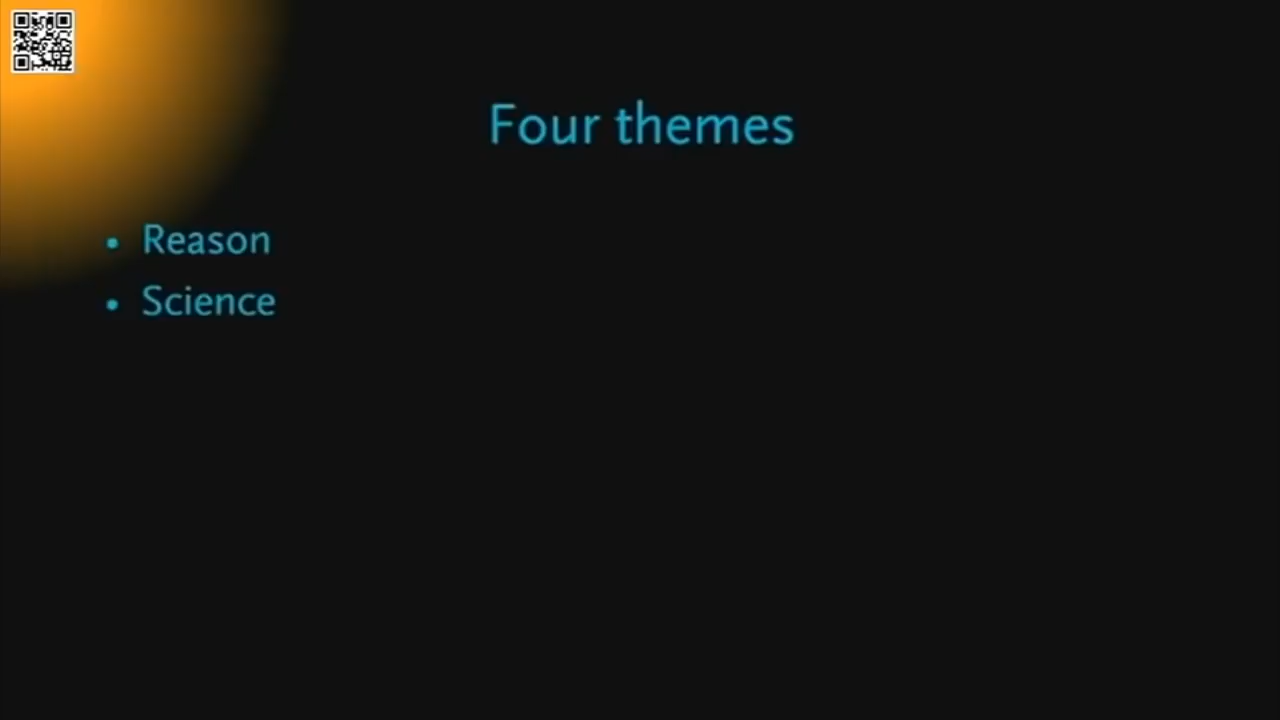 Four themes
• Reason
• Science